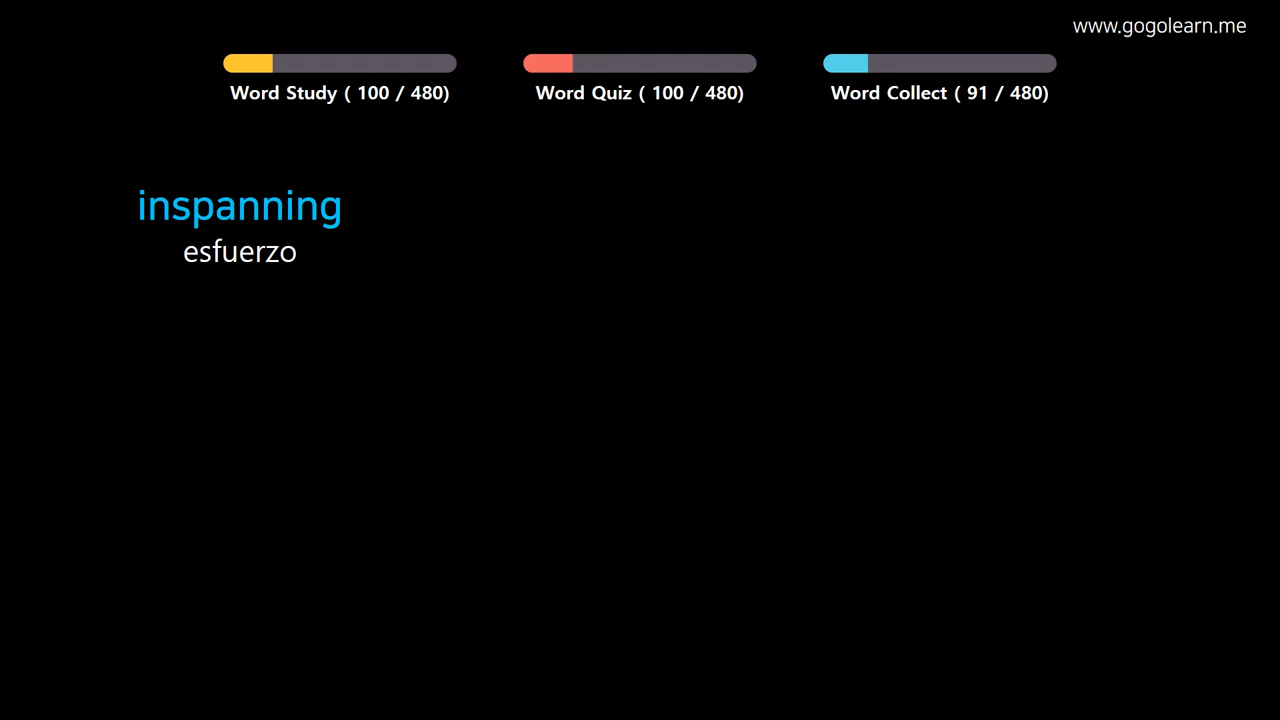 www.gogolearn.me
Word Study ( 100 / 480)
Word Quiz ( 100 / 480)
Word Collect ( 91 / 480)
inspanning
esfuerzo